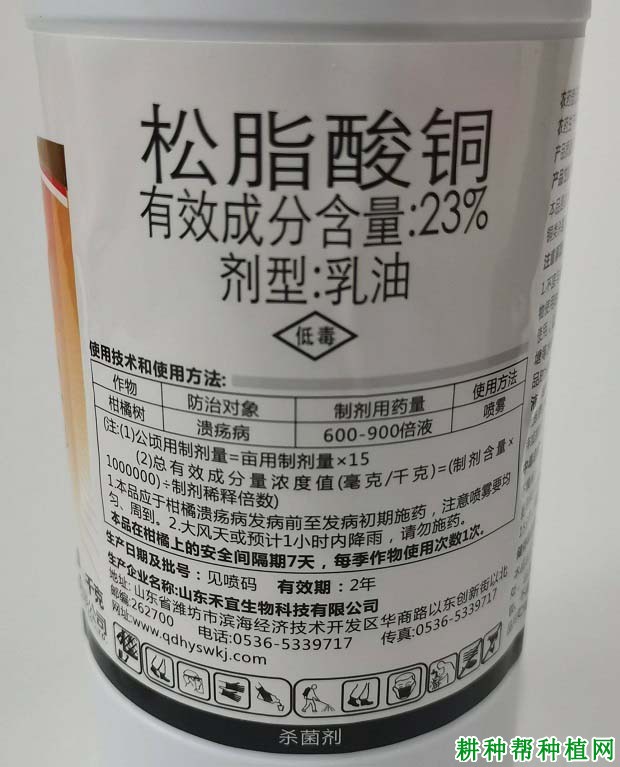 松脂酸铜
有效成分含量:23%
剂型:乳油
低毒
使用技术和使用方法:
作物 防治对象 制剂用药量 使用方法
柑橘树 溃疡病 600-900倍液 喷雾
(注:(1)公顷用制剂量=亩用制剂量×15
(2)总有效成分量浓度值(毫克/千克)=(制剂含量×
1000000)÷制剂稀释倍数)
1.本品应于柑橘溃疡病发病前至发病初期施药，注意喷雾要均
匀、周到。2.大风天或预计1小时内降雨，请勿施药。
本品在柑橘上的安全间隔期7天，每季作物使用次数1次。
生产日期及批号：见喷码 有效期：2年
生产企业名称:山东禾宜生物科技有限公司
地址:山东省潍坊市滨海经济技术开发区华商路以东创新街以北
邮编:262700 电话:0536-5339717 传真:0536-5339717
网址:www.qdhyswkj.com
杀菌剂
耕种帮种植网